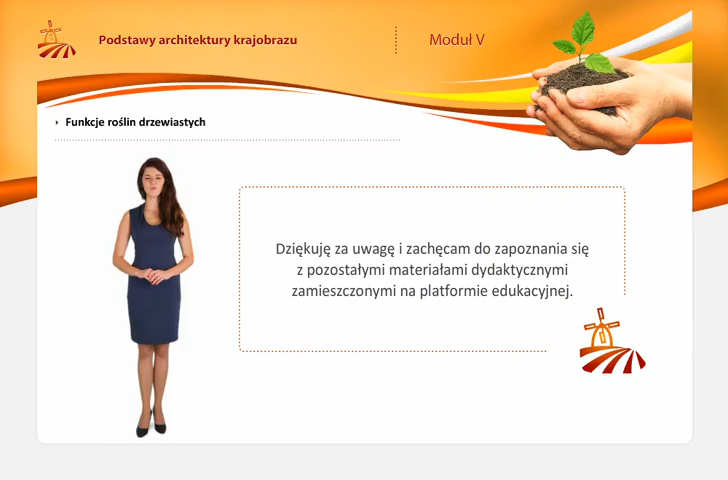 Podstawy architektury krajobrazu
Moduł V
Funkcje roślin drzewiastych
Dziękuję za uwagę i zachęcam do zapoznania się
z pozostałymi materiałami dydaktycznymi
zamieszczonymi na platformie edukacyjnej.